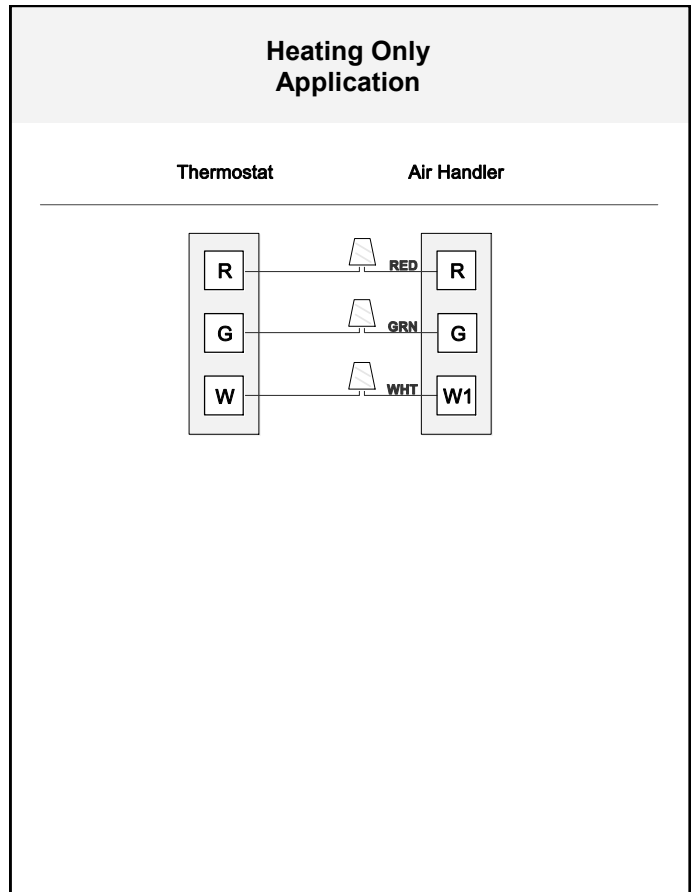 Heating Only
Application
Thermostat Air Handler
R RED R
G GRN G
W WHT W1